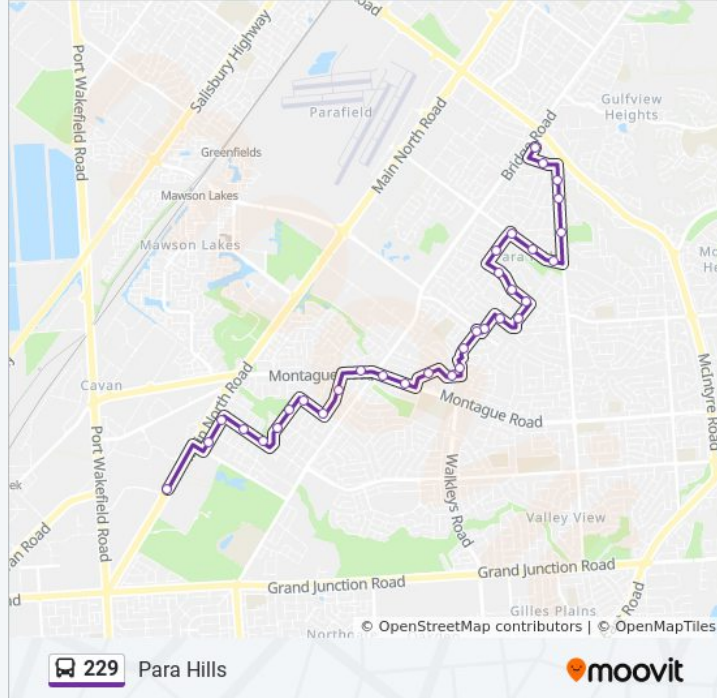 Port Wakefield Road
Salisbury Highway
Road
Parafield
Gulfview
Heights
Greenfields
Main North Road
Bridge Road
Mawson Lakes
Mawson Lakes
Cavan
Montague
Montague Road
McIntyre Road
Port Wakefield Road
Walkleys Road
Valley View
Grand Junction Road
Grand Junction Road
Gilles Plains
Road
© OpenStreetMap contributors | © OpenMapTiles
229 Para Hills
moovit